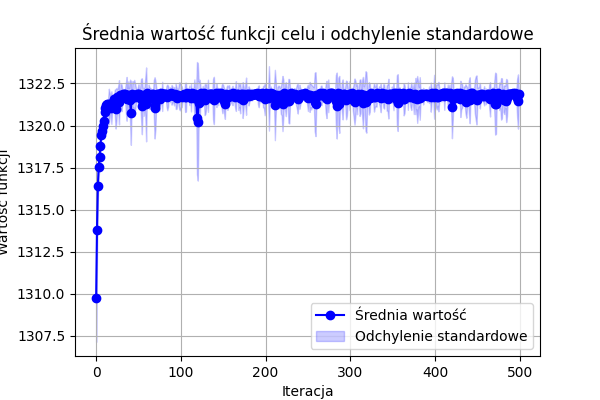 Średnia wartość funkcji celu i odchylenie standardowe
Wartość funkcji
1322.5
1320.0
1317.5
1315.0
1312.5
1310.0
1307.5
0
100
200
300
400
500
Iteracja
Średnia wartość
Odchylenie standardowe